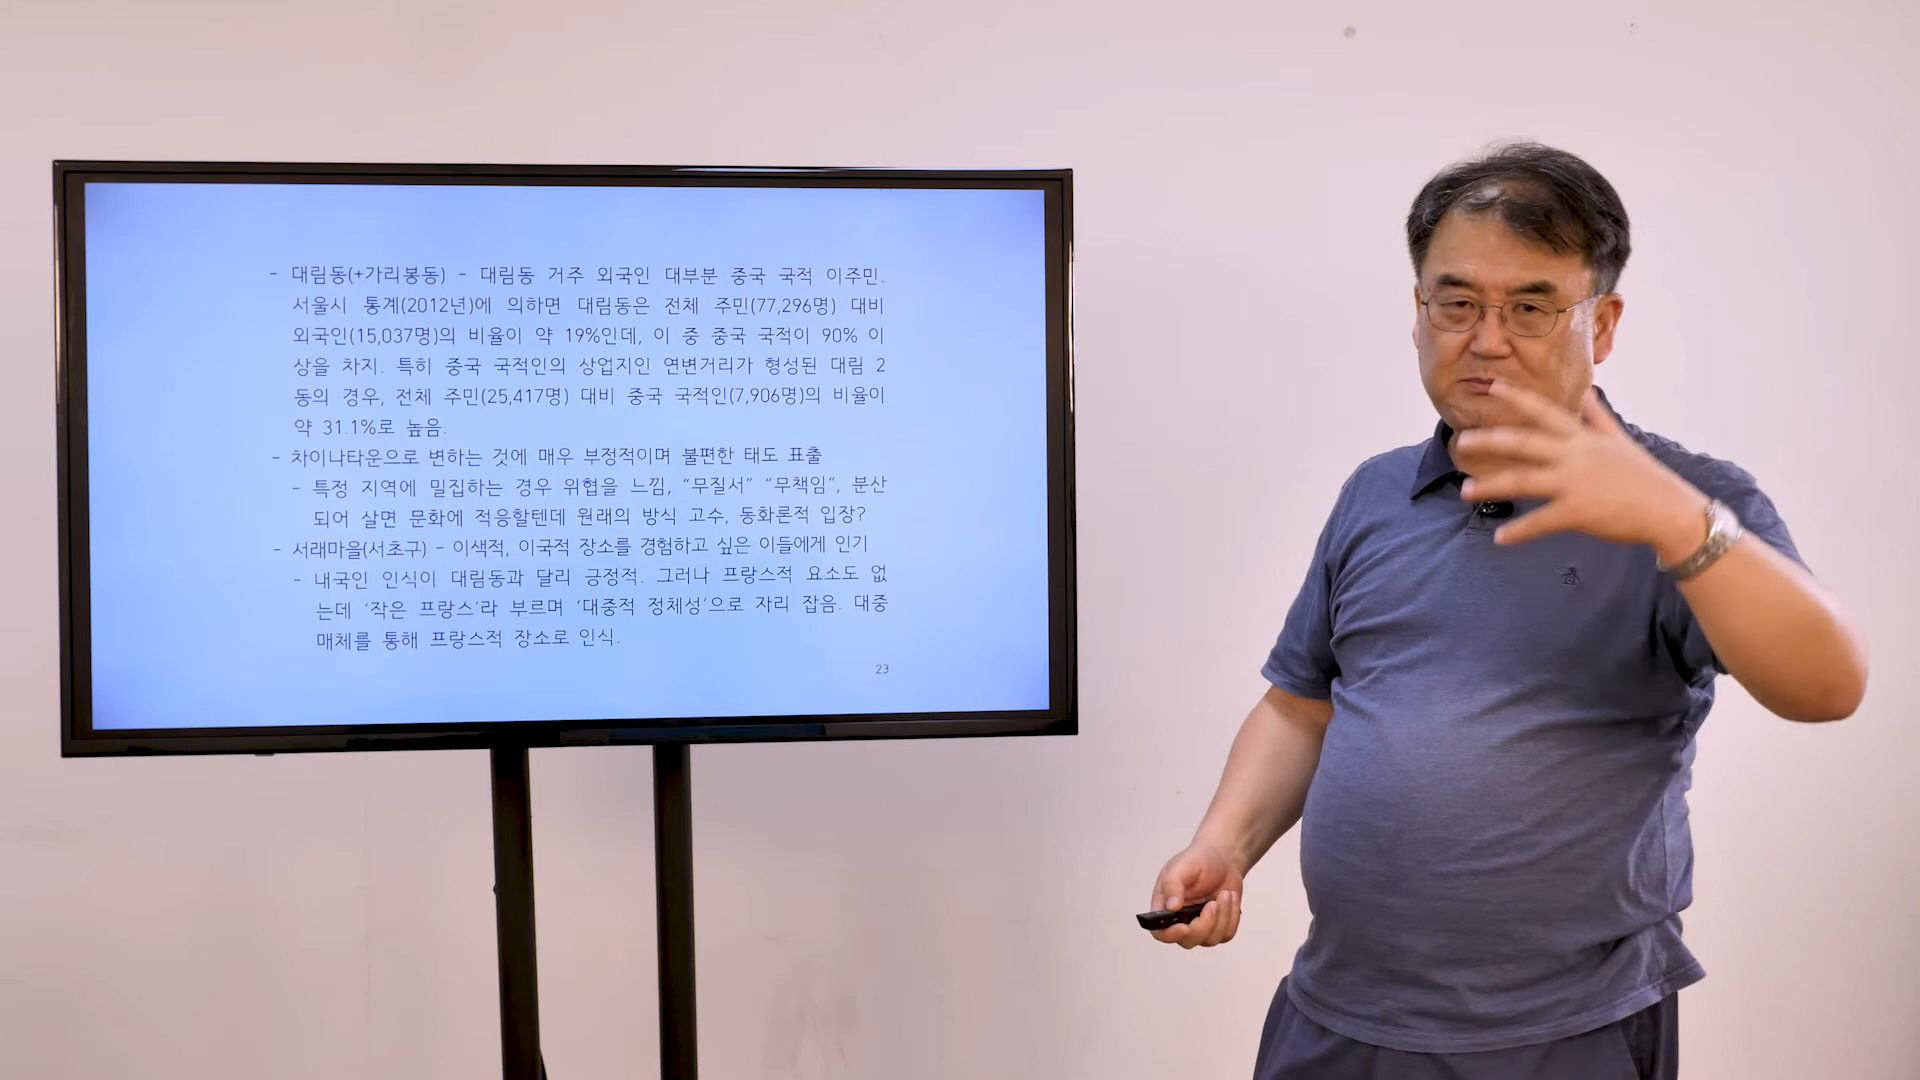 - 대림동(+가리봉동) - 대림동 거주 외국인 대부분 중국 국적 이주민.
서울시 통계(2012년)에 의하면 대림동은 전체 주민(77,296명) 대비
외국인(15,037명)의 비율이 약 19%인데, 이 중 중국 국적이 90% 이
상을 차지. 특히 중국 국적인의 상업지인 연변거리가 형성된 대림 2
동의 경우, 전체 주민(25,417명) 대비 중국 국적인(7,906명)의 비율이
약 31.1%로 높음.
- 차이나타운으로 변하는 것에 매우 부정적이며 불편한 태도 표출
- 특정 지역에 밀집하는 경우 위협을 느낌, “무질서” “무책임”, 분산
되어 살면 문화에 적응할텐데 원래의 방식 고수, 동화론적 입장?
- 서래마을(서초구) - 이색적, 이국적 장소를 경험하고 싶은 이들에게 인기
- 내국인 인식이 대림동과 달리 긍정적. 그러나 프랑스적 요소도 없
는데 ‘작은 프랑스’라 부르며 ‘대중적 정체성’으로 자리 잡음. 대중
매체를 통해 프랑스적 장소로 인식.
23